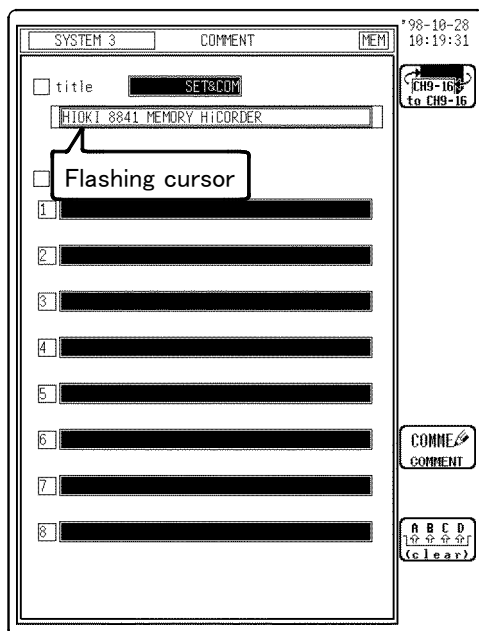 '98-10-28
SYSTEM 3 COMMENT MEM 10:19:31
title SET&COM
CH9-16
to CH9-16
HIOKI 8841 MEMORY HiCORDER
Flashing cursor
1
2
3
4
5
6
COMME
COMMENT
7
8
A B C D
(clear)